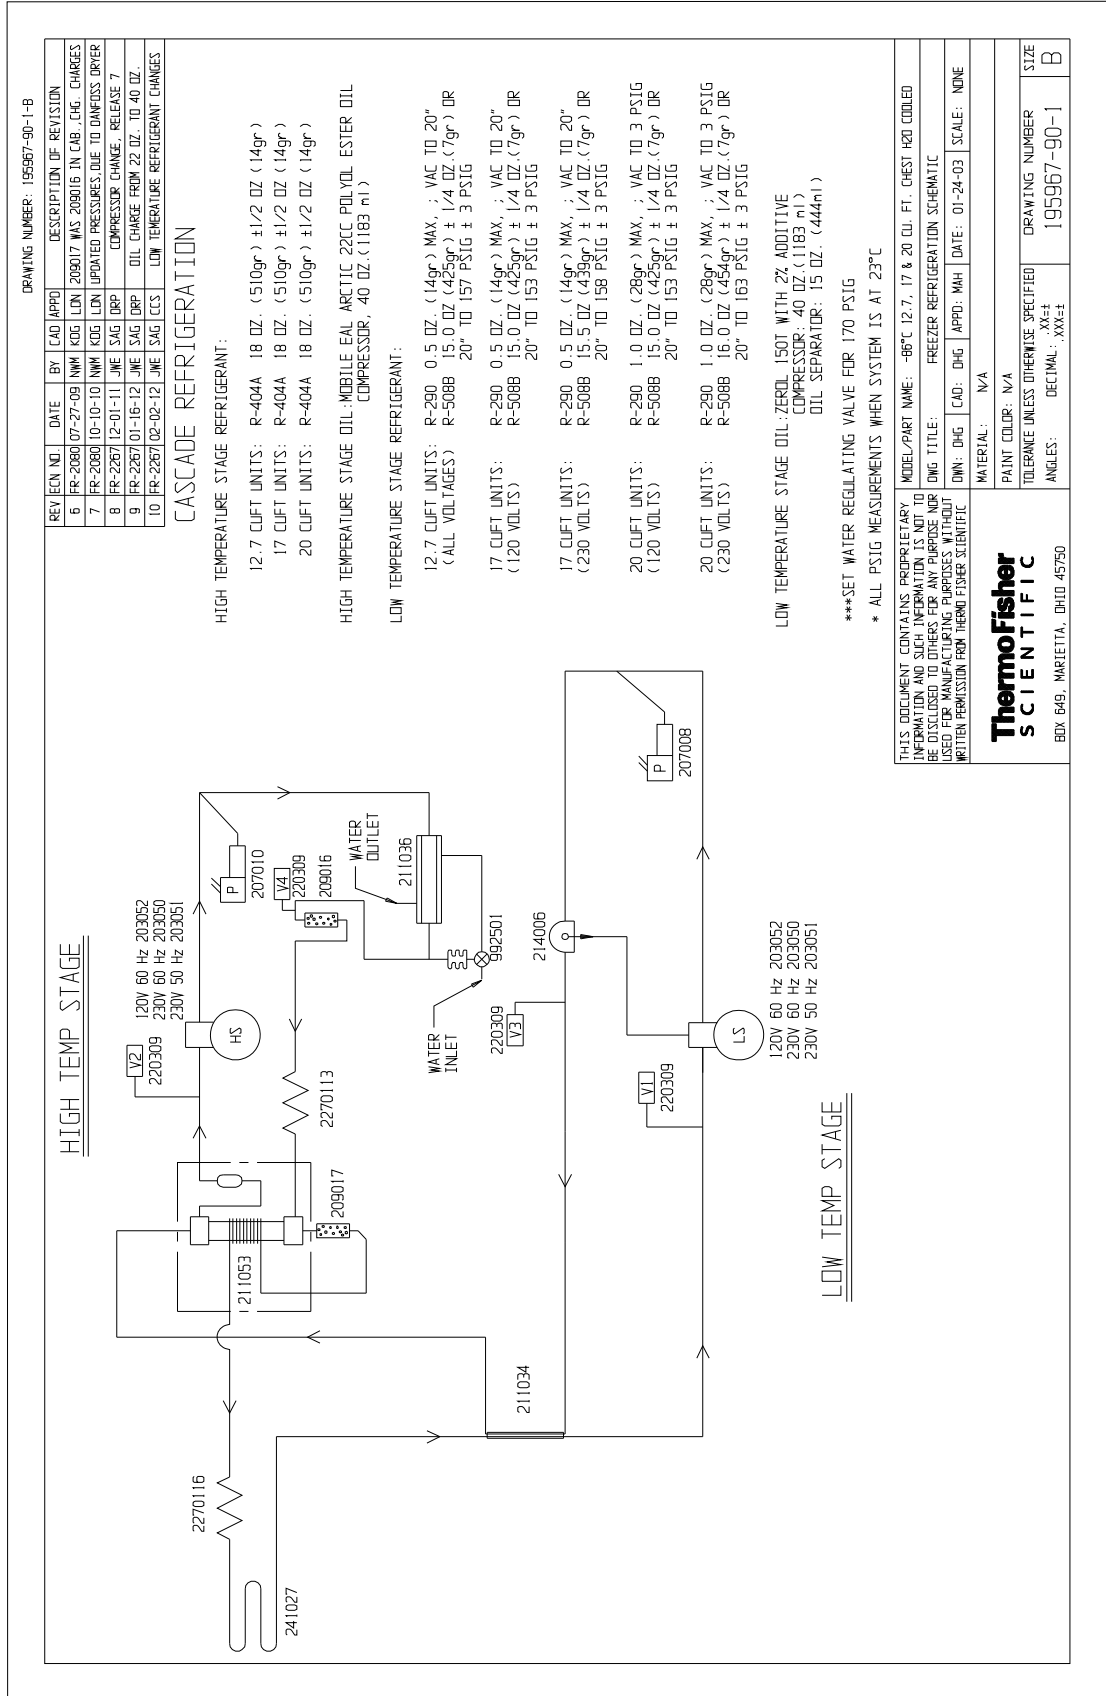 DRAWING NUMBER: 195967-90-1-B
REV ECN NO. DATE BY CAD APPD DESCRIPTION OF REVISION
6 FR-2080 07-27-09 NWM KDG LDN 209017 WAS 209016 IN CAB.,CHG. CHARGES
7 FR-2080 10-10-10 NWM KDG LDN UPDATED PRESSURES,DUE TO DANFOSS DRYER
8 FR-2267 12-01-11 JWE SAG DRP COMPRESSOR CHANGE, RELEASE 7
9 FR-2267 01-16-12 JWE SAG DRP OIL CHARGE FROM 22 OZ. TO 40 OZ.
10 FR-2267 02-02-12 JWE SAG CCS LOW TEMERATURE REFRIGERANT CHANGES
CASCADE REFRIGERATION
HIGH TEMPERATURE STAGE REFRIGERANT:
12.7 CUFT UNITS: R-404A 18 OZ. (510gr) ±1/2 OZ (14gr)
17 CUFT UNITS: R-404A 18 OZ. (510gr) ±1/2 OZ (14gr)
20 CUFT UNITS: R-404A 18 OZ. (510gr) ±1/2 OZ (14gr)
HIGH TEMPERATURE STAGE OIL:MOBILE EAL ARCTIC 22CC POLYOL ESTER OIL
COMPRESSOR, 40 OZ.(1183 ml)
LOW TEMPERATURE STAGE REFRIGERANT:
12.7 CUFT UNITS: R-290 0.5 OZ. (14gr) MAX, ; VAC TO 20"
(ALL VOLTAGES) R-508B 15.0 OZ (425gr) ± 1/4 OZ.(7gr) OR
20" TO 157 PSIG ± 3 PSIG
17 CUFT UNITS: R-290 0.5 OZ. (14gr) MAX, ; VAC TO 20"
(120 VOLTS) R-508B 15.0 OZ (425gr) ± 1/4 OZ.(7gr) OR
20" TO 153 PSIG ± 3 PSIG
17 CUFT UNITS: R-290 0.5 OZ. (14gr) MAX, ; VAC TO 20"
(230 VOLTS) R-508B 15.5 OZ (439gr) ± 1/4 OZ.(7gr) OR
20" TO 158 PSIG ± 3 PSIG
20 CUFT UNITS: R-290 1.0 OZ. (28gr) MAX, ; VAC TO 3 PSIG
(120 VOLTS) R-508B 15.0 OZ (425gr) ± 1/4 OZ.(7gr) OR
20" TO 153 PSIG ± 3 PSIG
20 CUFT UNITS: R-290 1.0 OZ. (28gr) MAX, ; VAC TO 3 PSIG
(230 VOLTS) R-508B 16.0 OZ (454gr) ± 1/4 OZ.(7gr) OR
20" TO 163 PSIG ± 3 PSIG
LOW TEMPERATURE STAGE OIL:ZEROL 150T WITH 2% ADDITIVE
COMPRESSOR: 40 OZ.(1183 ml)
OIL SEPARATOR: 15 OZ. (444ml)
***SET WATER REGULATING VALVE FOR 170 PSIG
* ALL PSIG MEASUREMENTS WHEN SYSTEM IS AT 23°C
HIGH TEMP STAGE
120V 60 Hz 203052
230V 60 Hz 203050
230V 50 Hz 203051
V2
220309
HS
P
207010
V4
220309
209016
WATER
OUTLET
211036
992501
WATER
INLET
2270113
209017
211053
2270116
241027
211034
V3
220309
214006
P
207008
V1
220309
LS
120V 60 Hz 203052
230V 60 Hz 203050
230V 50 Hz 203051
LOW TEMP STAGE
THIS DOCUMENT CONTAINS PROPRIETARY
INFORMATION AND SUCH INFORMATION IS NOT TO
BE DISCLOSED TO OTHERS FOR ANY PURPOSE NOR
USED FOR MANUFACTURING PURPOSES WITHOUT
WRITTEN PERMISSION FROM THERMO FISHER SCIENTIFIC
ThermoFisher
SCIENTIFIC
BOX 649, MARIETTA, OHIO 45750
MODEL/PART NAME: -86°C 12.7, 17 & 20 CU. FT. CHEST H2O COOLED
DWG TITLE: FREEZER REFRIGERATION SCHEMATIC
DWN: DHG CAD: DHG APPD: MAH DATE: 01-24-03 SCALE: NONE
MATERIAL: N/A
PAINT COLOR: N/A
TOLERANCE UNLESS OTHERWISE SPECIFIED
ANGLES: DECIMAL: .XX=±
.XXX=±
DRAWING NUMBER
195967-90-1
SIZE
B